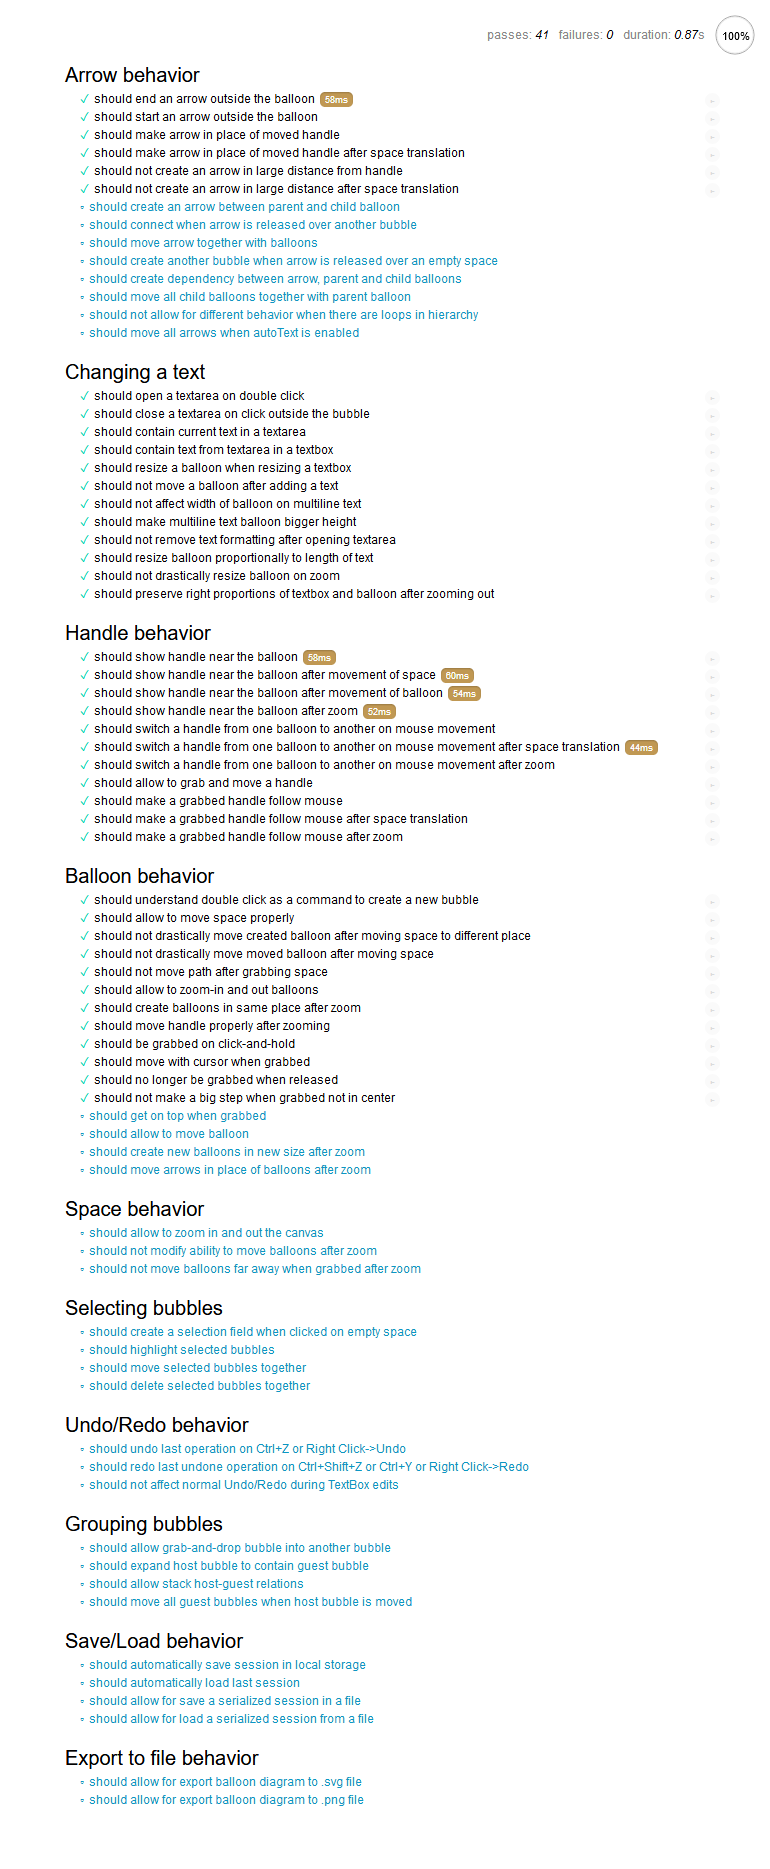 passes: 41 failures: 0 duration: 0.87s 100%
Arrow behavior
✓ should end an arrow outside the balloon 58ms
✓ should start an arrow outside the balloon
✓ should make arrow in place of moved handle
✓ should make arrow in place of moved handle after space translation
✓ should not create an arrow in large distance from handle
✓ should not create an arrow in large distance after space translation
should create an arrow between parent and child balloon
should connect when arrow is released over another bubble
should move arrow together with balloons
should create another bubble when arrow is released over an empty space
should create dependency between arrow, parent and child balloons
should move all child balloons together with parent balloon
should not allow for different behavior when there are loops in hierarchy
should move all arrows when autoText is enabled
Changing a text
✓ should open a textarea on double click
✓ should close a textarea on click outside the bubble
✓ should contain current text in a textarea
✓ should contain text from textarea in a textbox
✓ should resize a balloon when resizing a textbox
✓ should not move a balloon after adding a text
✓ should not affect width of balloon on multiline text
✓ should make multiline text balloon bigger height
✓ should not remove text formatting after opening textarea
✓ should resize balloon proportionally to length of text
✓ should not drastically resize balloon on zoom
✓ should preserve right proportions of textbox and balloon after zooming out
Handle behavior
✓ should show handle near the balloon 58ms
✓ should show handle near the balloon after movement of space 60ms
✓ should show handle near the balloon after movement of balloon 54ms
✓ should show handle near the balloon after zoom 52ms
✓ should switch a handle from one balloon to another on mouse movement
✓ should switch a handle from one balloon to another on mouse movement after space translation 44ms
✓ should switch a handle from one balloon to another on mouse movement after zoom
✓ should allow to grab and move a handle
✓ should make a grabbed handle follow mouse
✓ should make a grabbed handle follow mouse after space translation
✓ should make a grabbed handle follow mouse after zoom
Balloon behavior
✓ should understand double click as a command to create a new bubble
✓ should allow to move space properly
✓ should not drastically move created balloon after moving space to different place
✓ should not drastically move moved balloon after moving space
✓ should not move path after grabbing space
✓ should allow to zoom-in and out balloons
✓ should create balloons in same place after zoom
✓ should move handle properly after zooming
✓ should be grabbed on click-and-hold
✓ should move with cursor when grabbed
✓ should no longer be grabbed when released
✓ should not make a big step when grabbed not in center
should get on top when grabbed
should allow to move balloon
should create new balloons in new size after zoom
should move arrows in place of balloons after zoom
Space behavior
should allow to zoom in and out the canvas
should not modify ability to move balloons after zoom
should not move balloons far away when grabbed after zoom
Selecting bubbles
should create a selection field when clicked on empty space
should highlight selected bubbles
should move selected bubbles together
should delete selected bubbles together
Undo/Redo behavior
should undo last operation on Ctrl+Z or Right Click->Undo
should redo last undone operation on Ctrl+Shift+Z or Ctrl+Y or Right Click->Redo
should not affect normal Undo/Redo during TextBox edits
Grouping bubbles
should allow grab-and-drop bubble into another bubble
should expand host bubble to contain guest bubble
should allow stack host-guest relations
should move all guest bubbles when host bubble is moved
Save/Load behavior
should automatically save session in local storage
should automatically load last session
should allow for save a serialized session in a file
should allow for load a serialized session from a file
Export to file behavior
should allow for export balloon diagram to .svg file
should allow for export balloon diagram to .png file